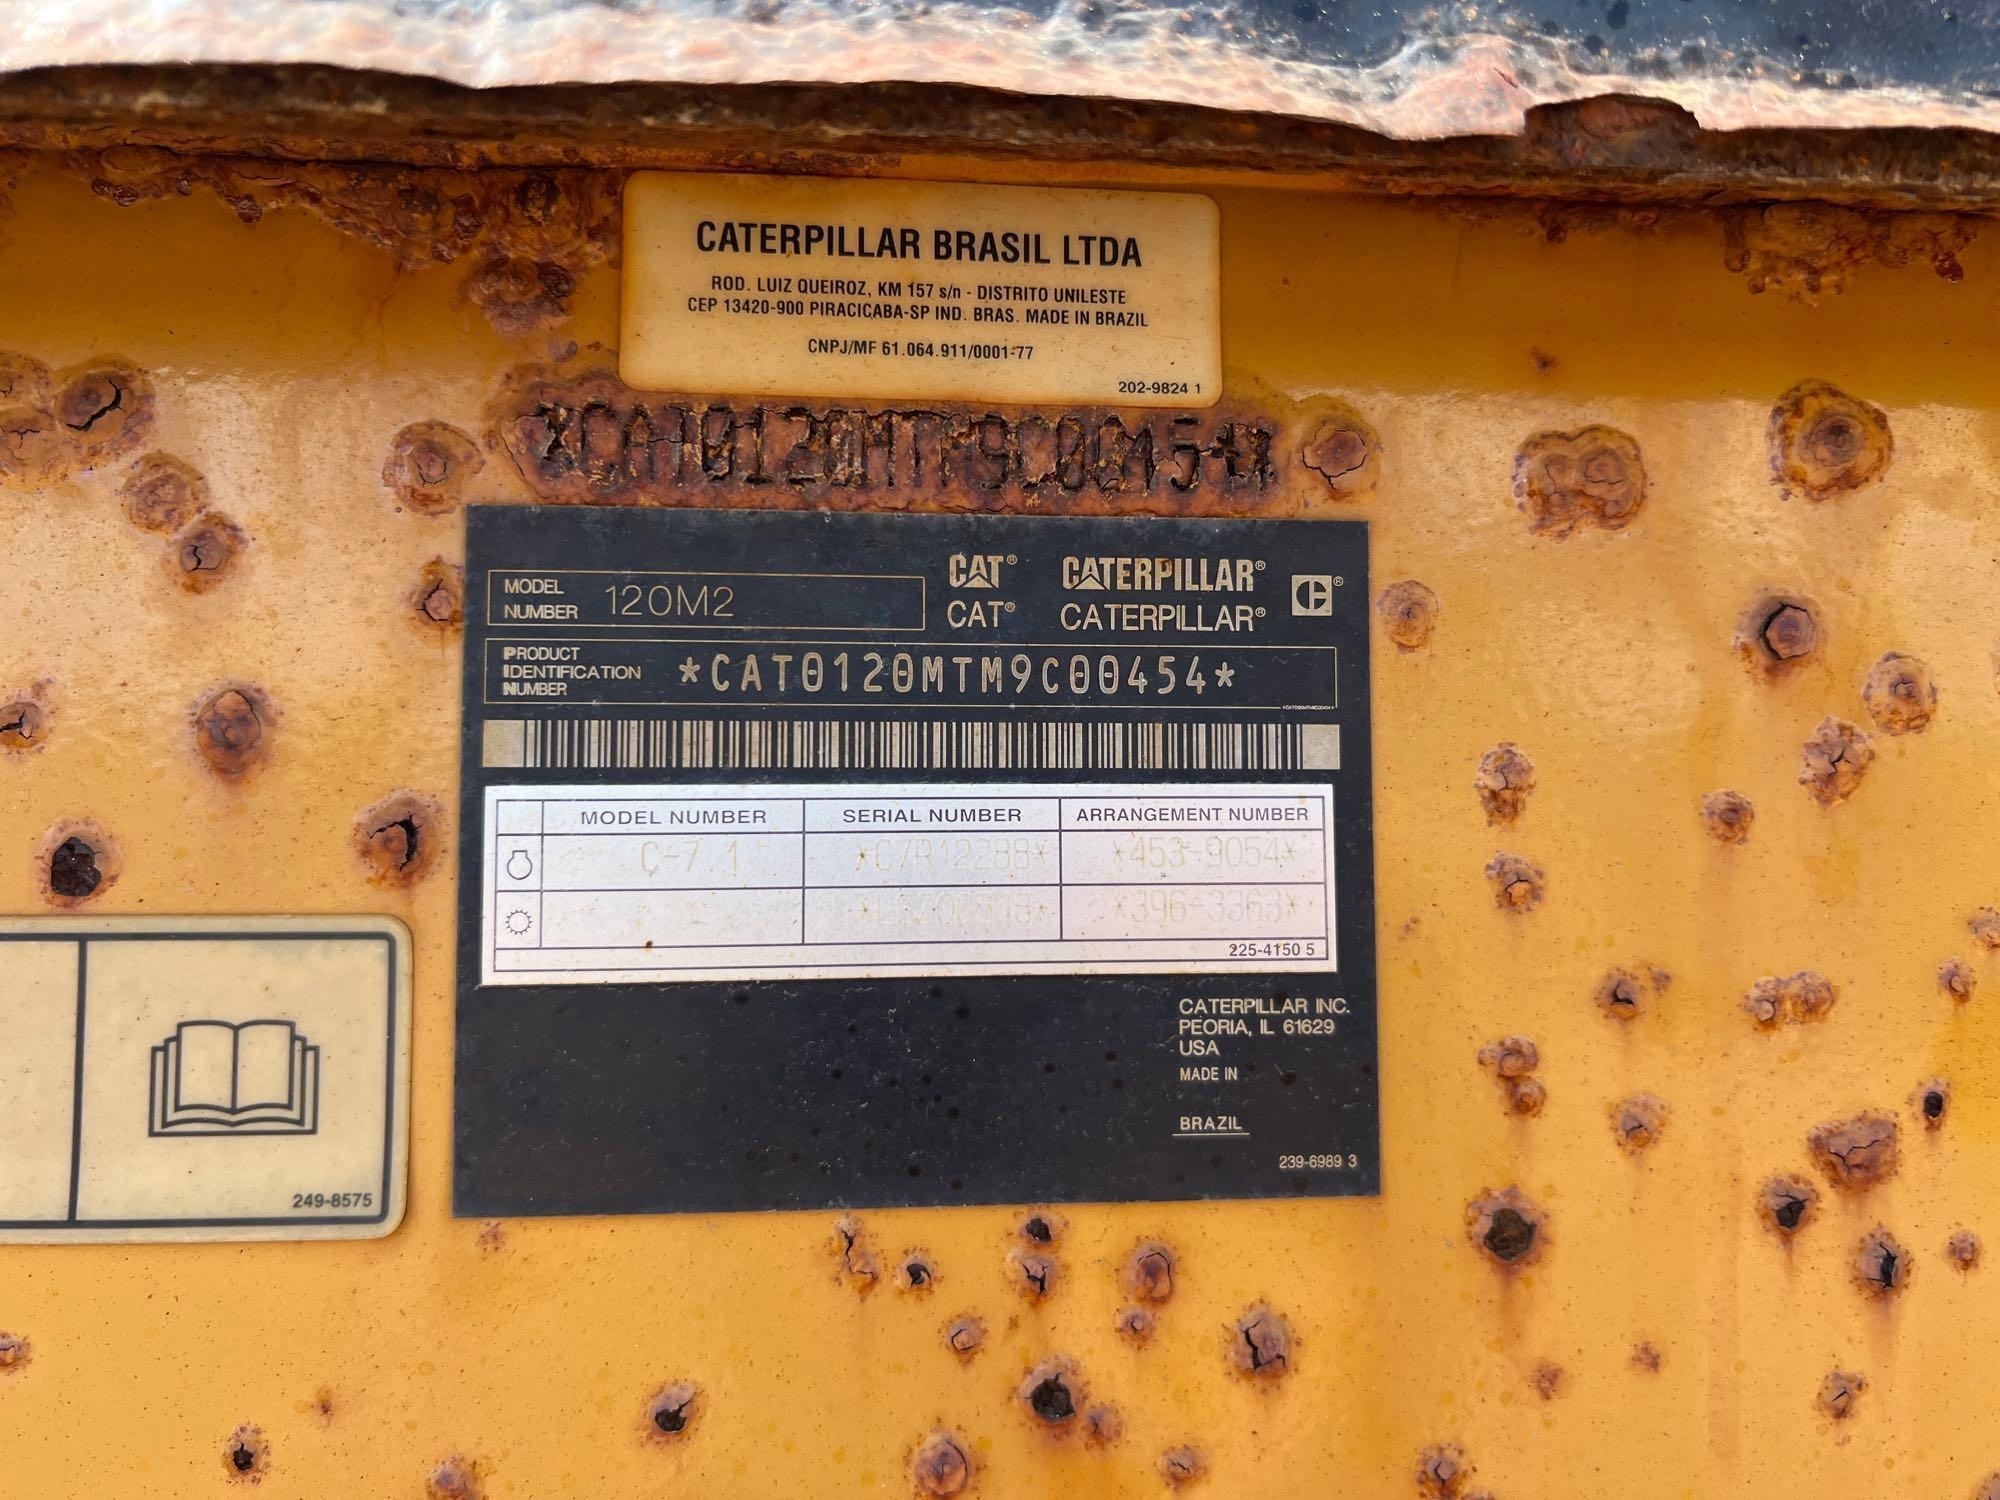 CATERPILLAR BRASIL LTDA
ROD. LUIZ QUEIROZ, KM 157 s/n - DISTRITO UNILESTE
CEP 13420-900 PIRACICABA-SP IND. BRAS. MADE IN BRAZIL
CNPJ/MF 61.064.911/0001-77
202-9824 1
MODEL NUMBER 120M2
CAT® CATERPILLAR® ®
CAT® CATERPILLAR®
PRODUCT IDENTIFICATION NUMBER *CAT0120MTM9C00454*
MODEL NUMBER SERIAL NUMBER ARRANGEMENT NUMBER
C-7.1 *C7R12288* *453-9054*
*396-3363*
225-4150 5
CATERPILLAR INC.
PEORIA, IL 61629
USA
MADE IN
BRAZIL
239-6989 3
249-8575